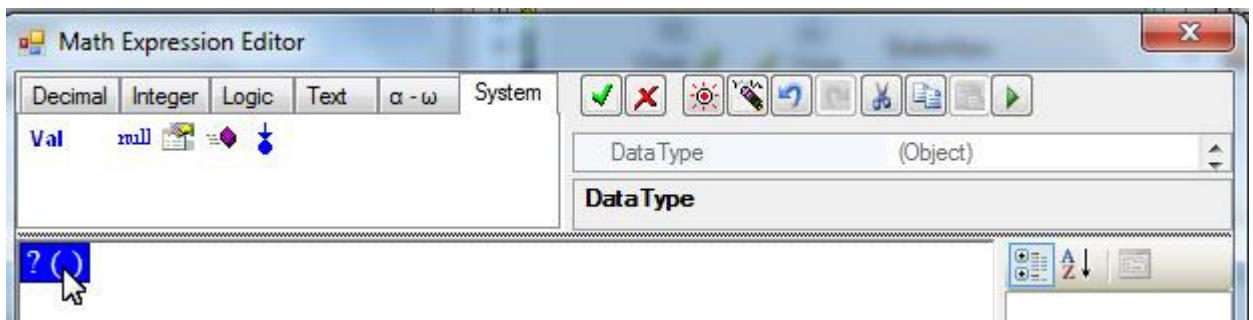 Math Expression Editor
Decimal Integer Logic Text α - ω System
Val null
DataType (Object)
DataType
? ( )
A
Z